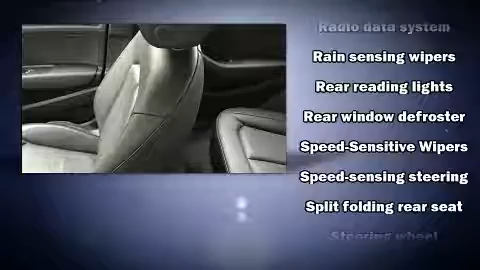 Radio data system
Rain sensing wipers
Rear reading lights
Rear window defroster
Speed-Sensitive Wipers
Speed-sensing steering
Split folding rear seat
Steering wheel